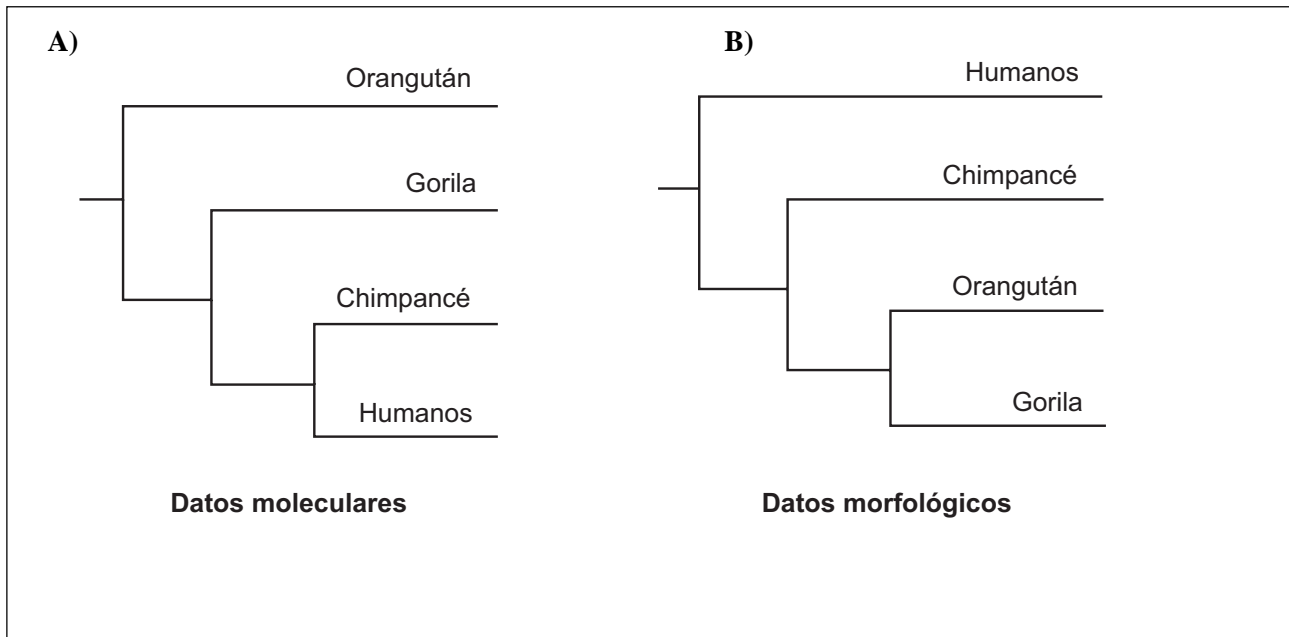 A)
Orangután
Gorila
Chimpancé
Humanos
Datos moleculares
B)
Humanos
Chimpancé
Orangután
Gorila
Datos morfológicos